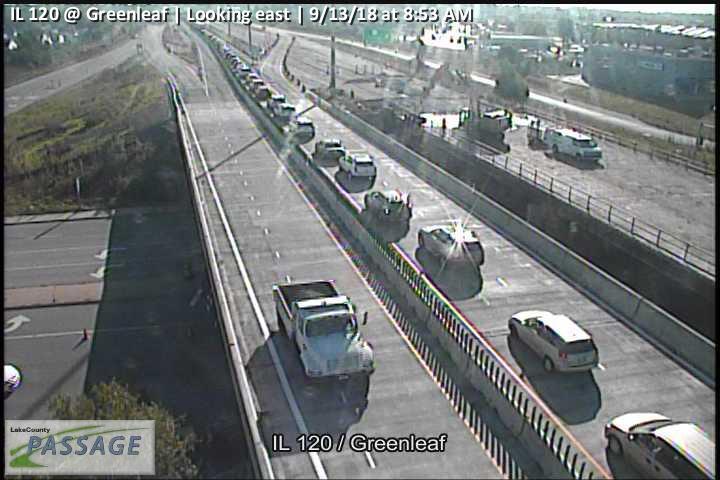 IL 120 @ Greenleaf | Looking east | 9/13/18 at 8:53 AM
IL 120 / Greenleaf
LakeCounty
PASSAGE